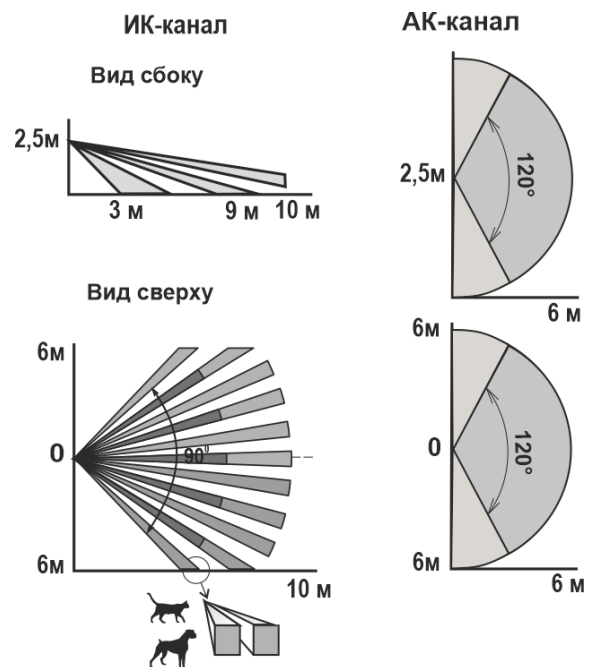 ИК-канал
АК-канал
Вид сбоку
2,5м
3 м
9 м
10 м
2,5м
120°
6 м
Вид сверху
6м
0
6м
90⁰
10 м
6м
0
6м
120°
6 м